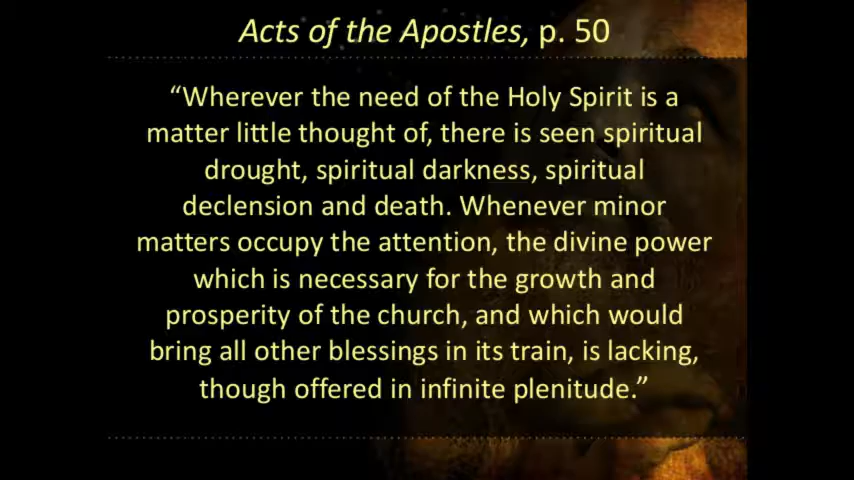 Acts of the Apostles, p. 50
“Wherever the need of the Holy Spirit is a
matter little thought of, there is seen spiritual
drought, spiritual darkness, spiritual
declension and death. Whenever minor
matters occupy the attention, the divine power
which is necessary for the growth and
prosperity of the church, and which would
bring all other blessings in its train, is lacking,
though offered in infinite plenitude.”